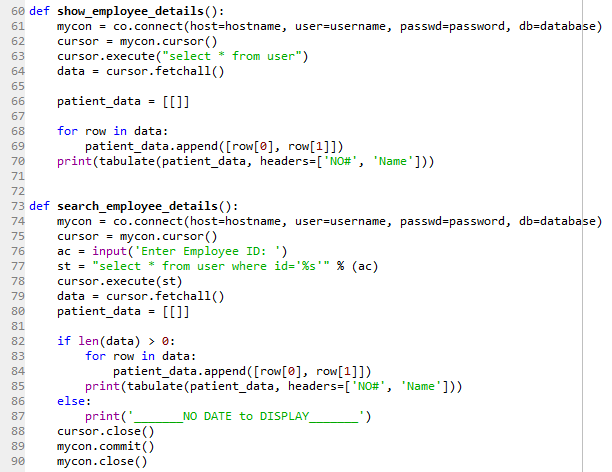 60 def show_employee_details():
61     mycon = co.connect(host=hostname, user=username, passwd=password, db=database)
62     cursor = mycon.cursor()
63     cursor.execute("select * from user")
64     data = cursor.fetchall()
65
66     patient_data = [[]]
67
68     for row in data:
69         patient_data.append([row[0], row[1]])
70     print(tabulate(patient_data, headers=['NO#', 'Name']))
71
72
73 def search_employee_details():
74     mycon = co.connect(host=hostname, user=username, passwd=password, db=database)
75     cursor = mycon.cursor()
76     ac = input('Enter Employee ID: ')
77     st = "select * from user where id='%s'" % (ac)
78     cursor.execute(st)
79     data = cursor.fetchall()
80     patient_data = [[]]
81
82     if len(data) > 0:
83         for row in data:
84             patient_data.append([row[0], row[1]])
85         print(tabulate(patient_data, headers=['NO#', 'Name']))
86     else:
87         print('_______NO DATE to DISPLAY_______')
88     cursor.close()
89     mycon.commit()
90     mycon.close()